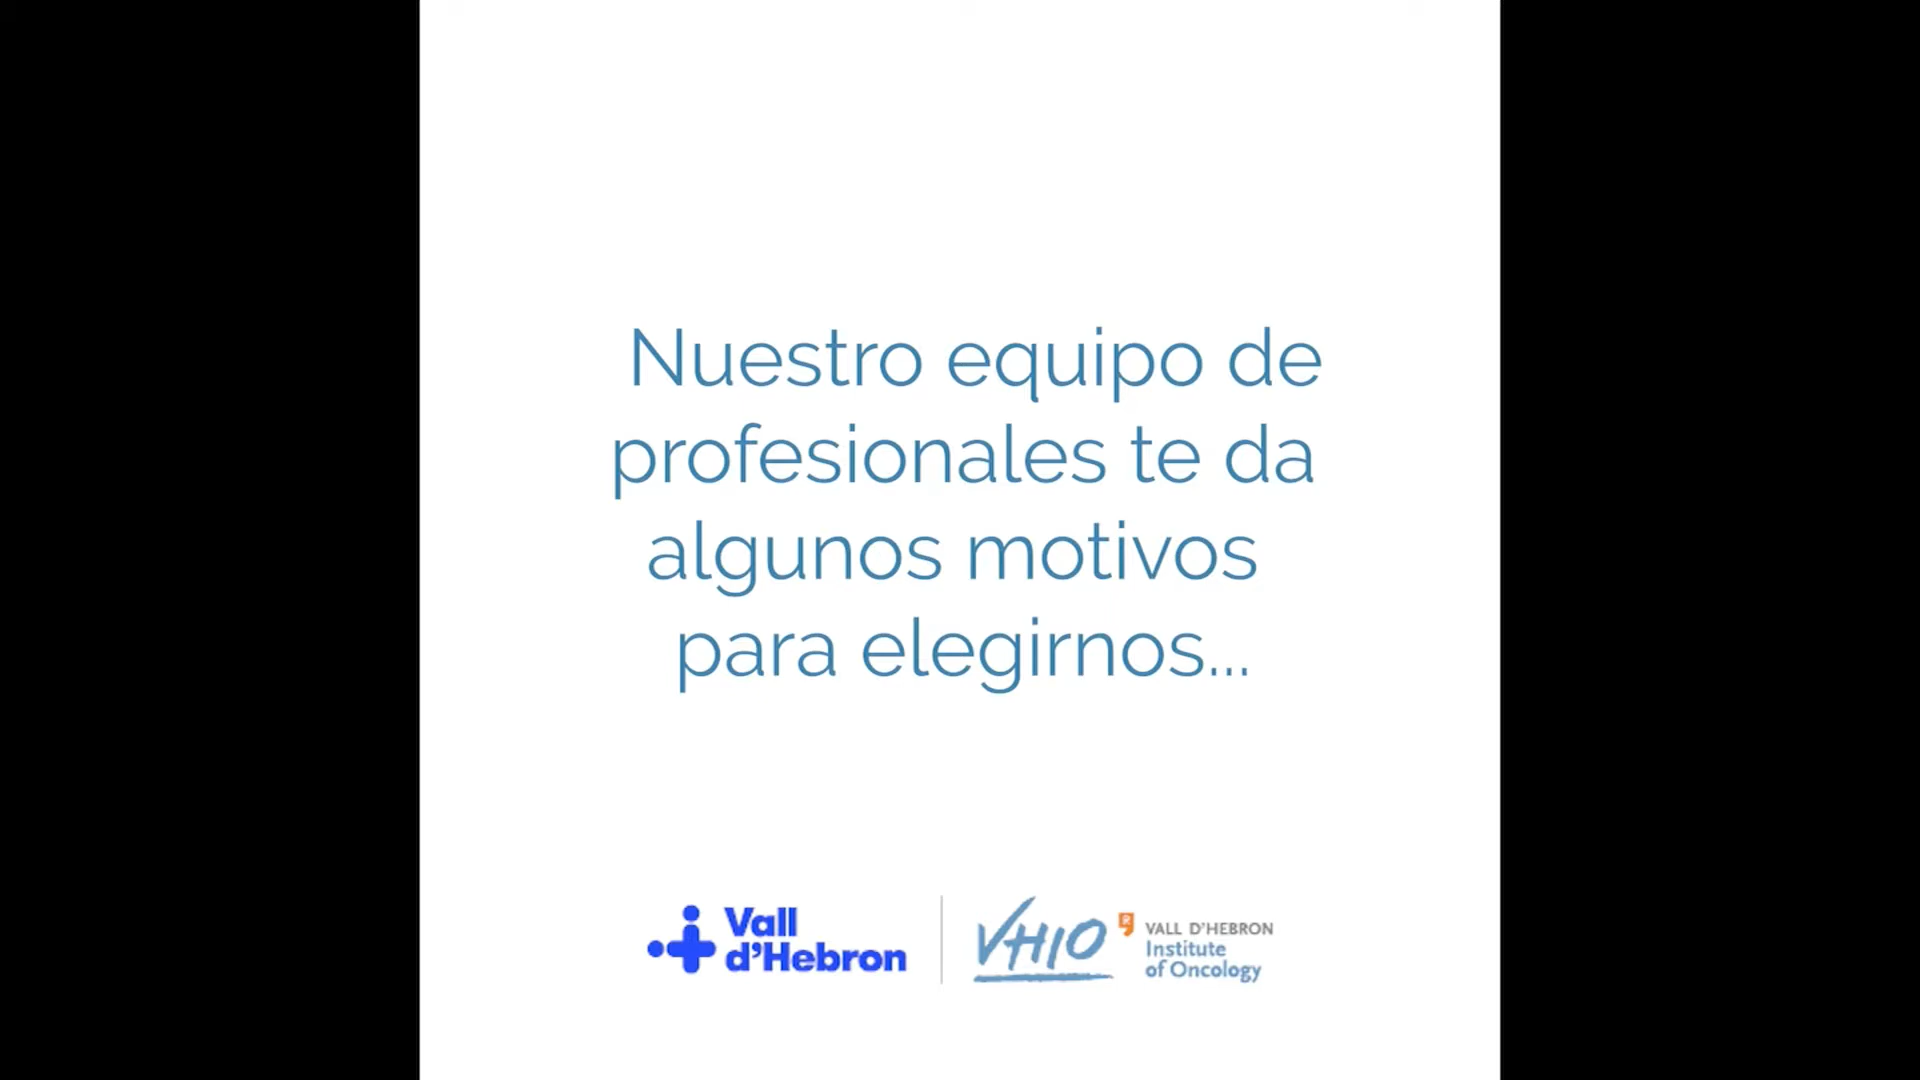 Nuestro equipo de
profesionales te da
algunos motivos
para elegirnos...
Vall
d'Hebron
VHIO
VALL D'HEBRON
Institute
of Oncology